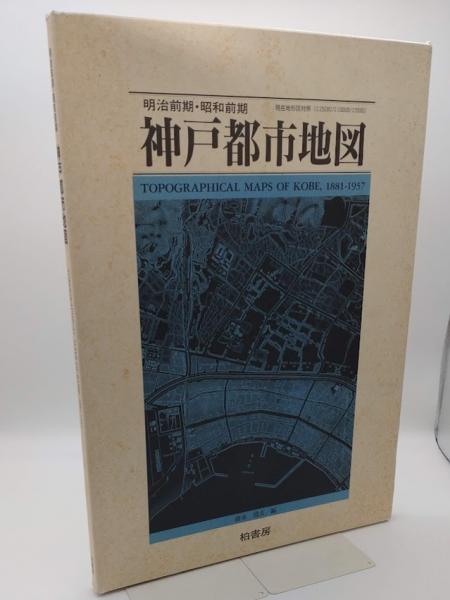 明治前期・昭和前期
神戸都市地図
TOPOGRAPHICAL MAPS OF KOBE, 1881-1957
編
柏書房